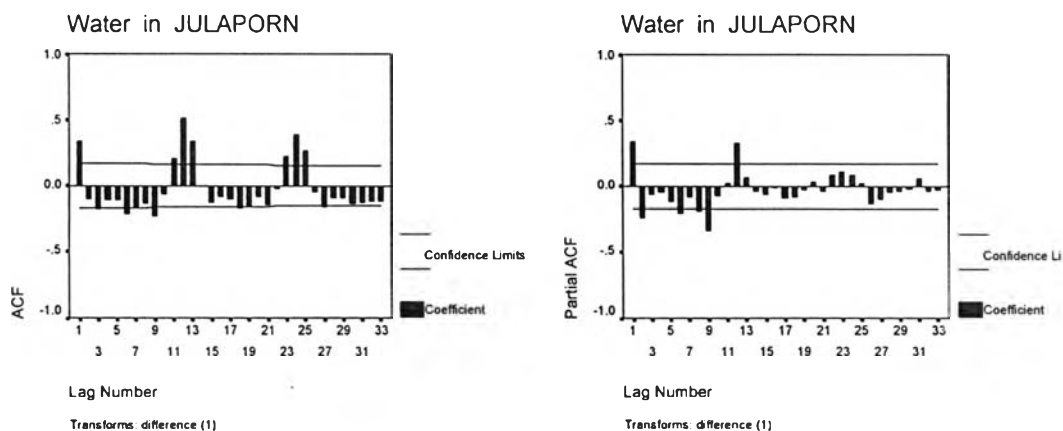 Water in JULAPORN
1.0
.5
0.0
-.5
-1.0
ACF
1 5 9 13 17 21 25 29 33
3 7 11 15 19 23 27 31
Confidence Limits
Coefficient
Lag Number
Transforms: difference (1)
Water in JULAPORN
1.0
.5
0.0
-.5
-1.0
Partial ACF
1 5 9 13 17 21 25 29 33
3 7 11 15 19 23 27 31
Confidence Li
Coefficient
Lag Number
Transforms: difference (1)